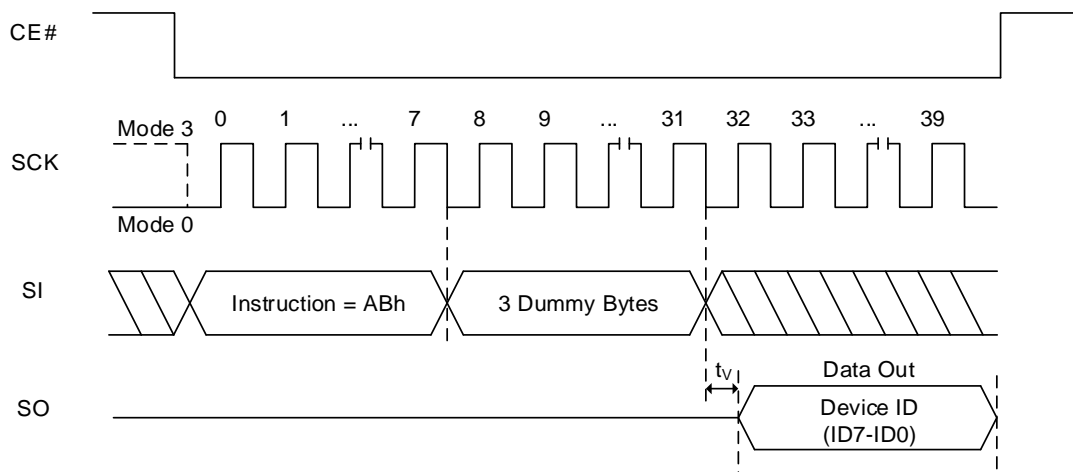 CE#
Mode 3
0 1 ... 7 8 9 ... 31 32 33 ... 39
SCK
Mode 0
SI
Instruction = ABh
3 Dummy Bytes
tV
Data Out
SO
Device ID
(ID7-ID0)